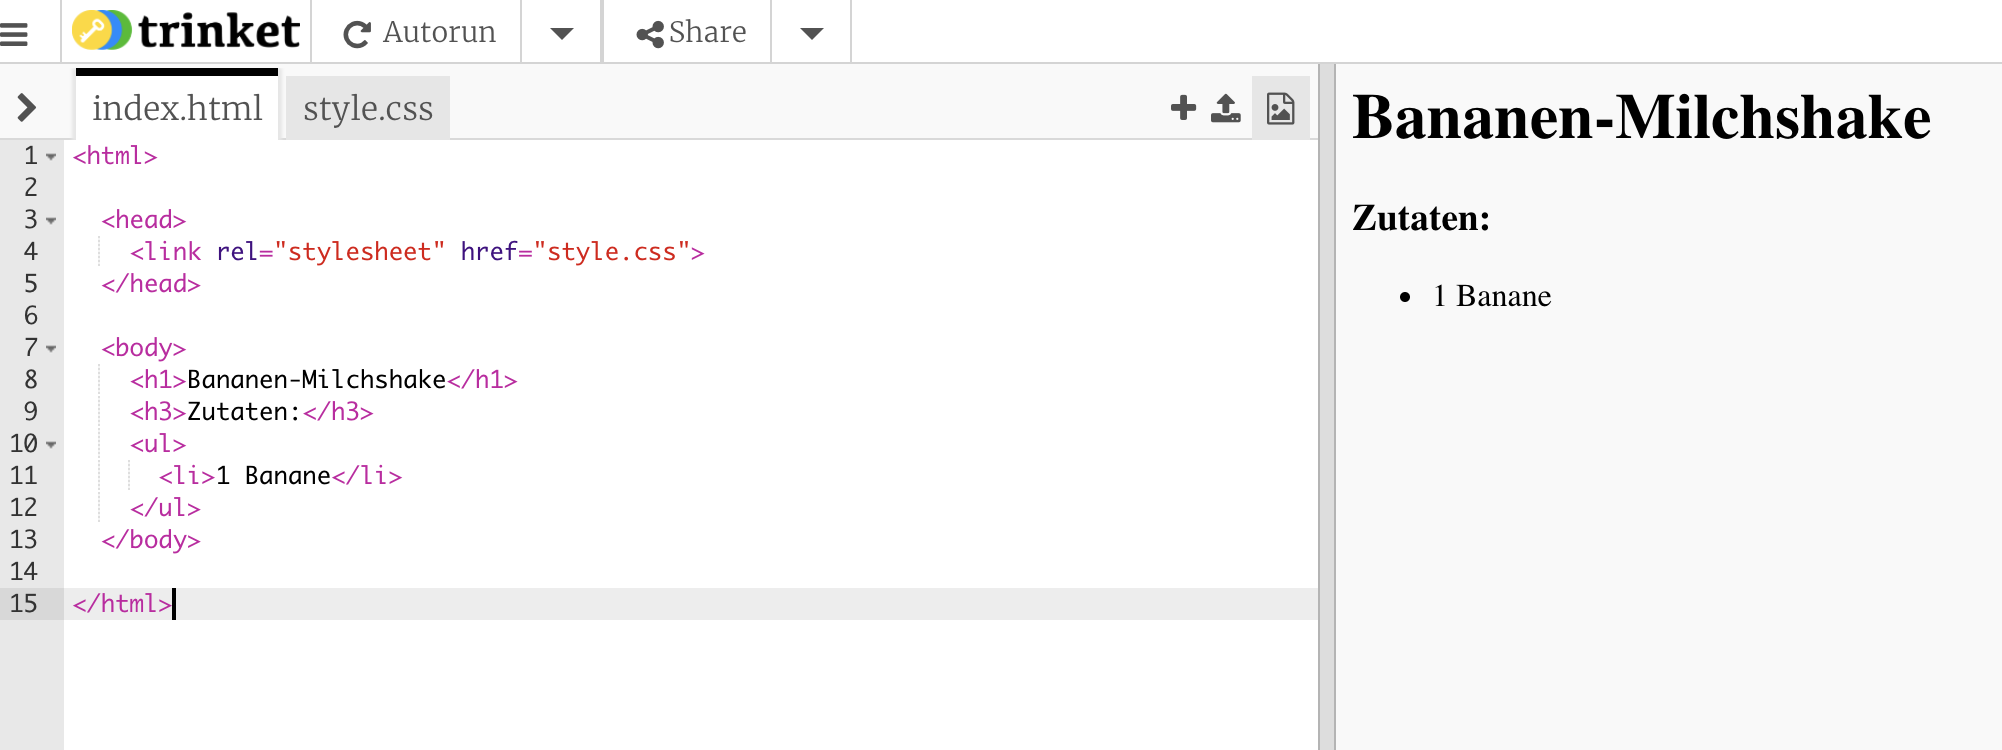 trinket Autorun Share
index.html style.css
1 <html>
2
3 <head>
4 <link rel="stylesheet" href="style.css">
5 </head>
6
7 <body>
8 <h1>Bananen-Milchshake</h1>
9 <h3>Zutaten:</h3>
10 <ul>
11 <li>1 Banane</li>
12 </ul>
13 </body>
14
15 </html>
Bananen-Milchshake
Zutaten:
• 1 Banane